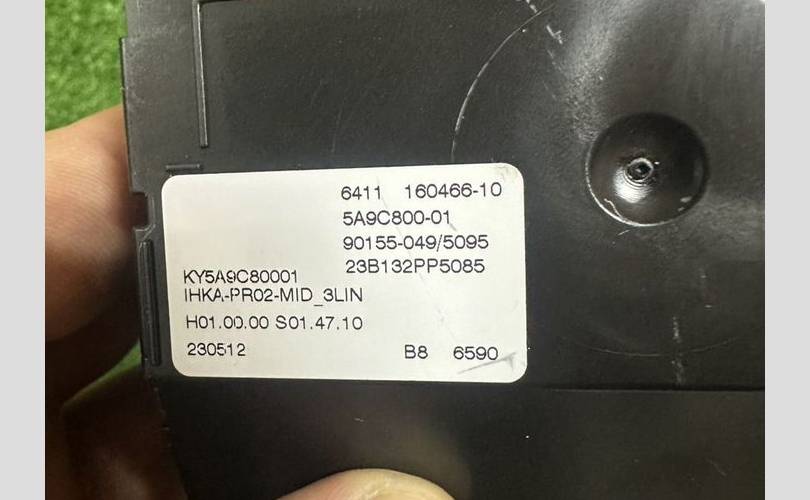 6411 160466-10
5A9C800-01
90155-049/5095
23B132PP5085
KY5A9C80001
IHKA-PR02-MID_3LIN
H01.00.00 S01.47.10
230512 B8 6590